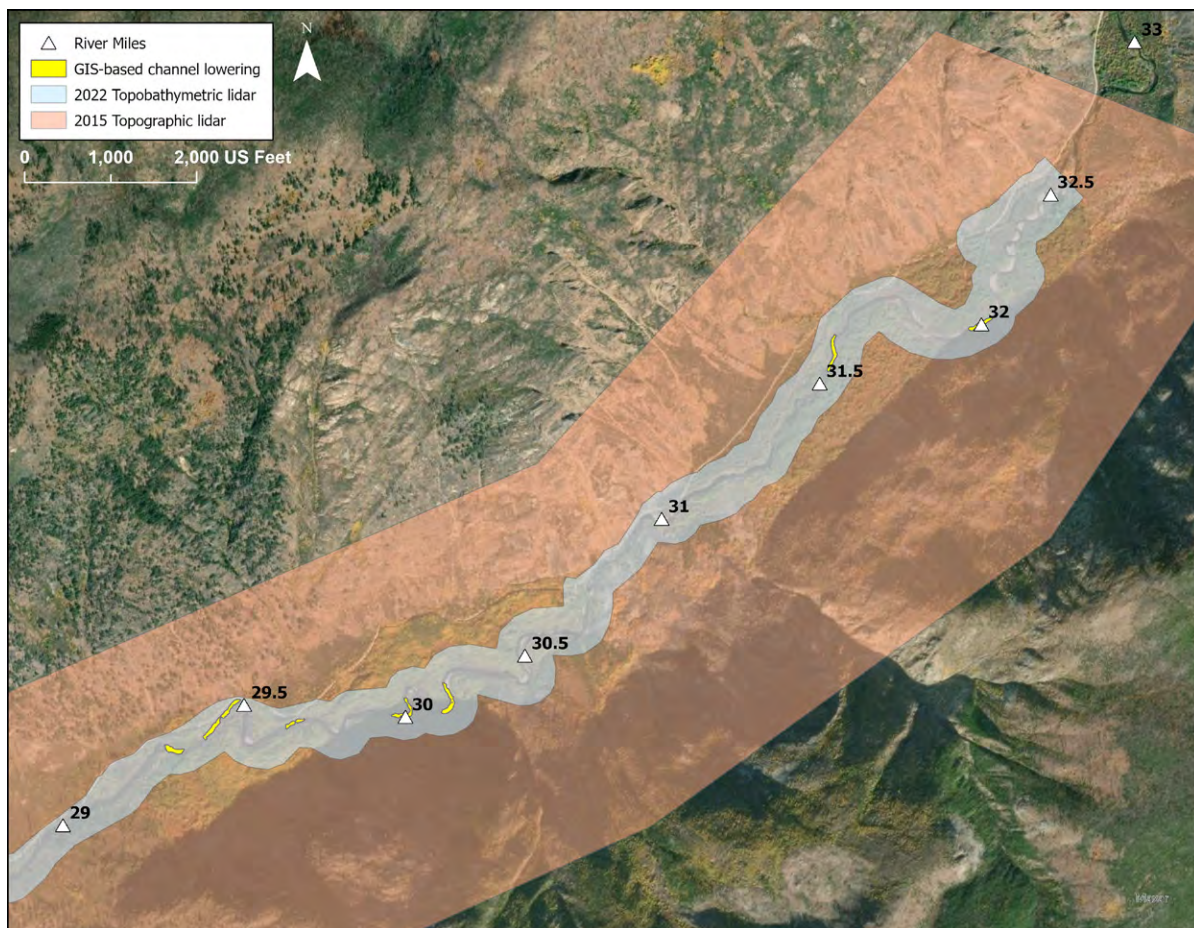 River Miles
GIS-based channel lowering
2022 Topobathymetric lidar
2015 Topographic lidar
N
0 1,000 2,000 US Feet
33
32.5
32
31.5
31
30.5
30
29.5
29